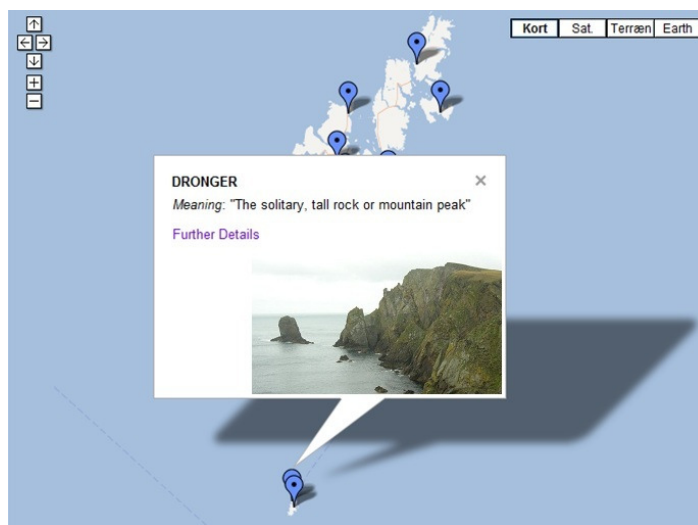 Kort Sat. Terræn Earth
DRONGER
Meaning: "The solitary, tall rock or mountain peak"
Further Details